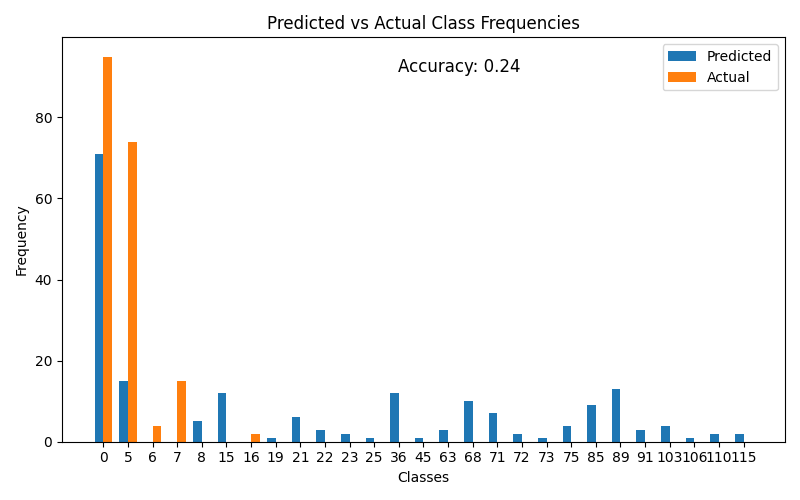 Predicted vs Actual Class Frequencies
Accuracy: 0.24
Predicted
Actual
80
60
40
20
0
Frequency
0 5 6 7 8 15 16 19 21 22 23 25 36 45 63 68 71 72 73 75 85 89 91 103 106 110 115
Classes